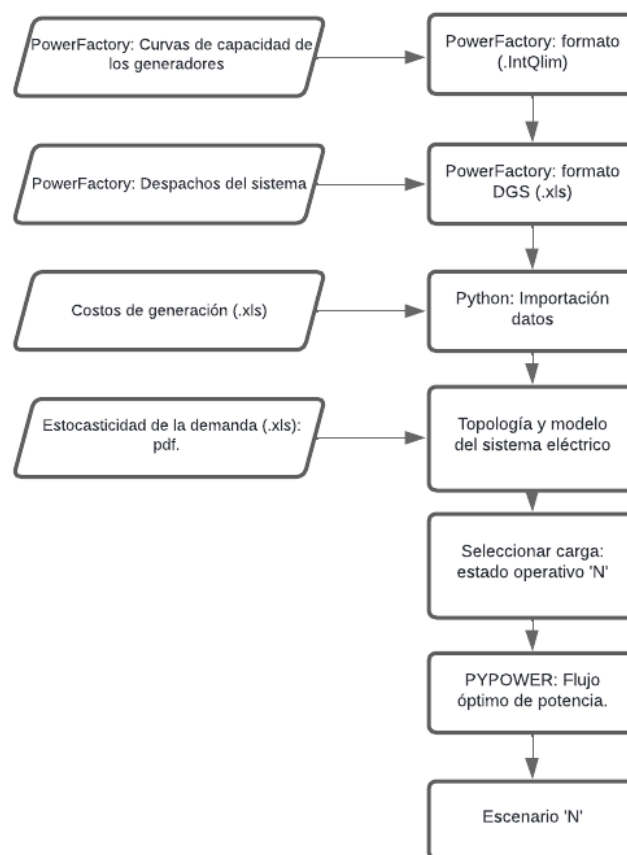 PowerFactory: Curvas de capacidad de
los generadores
PowerFactory: formato
(.IntQlim)
PowerFactory: Despachos del sistema
PowerFactory: formato
DGS (.xls)
Costos de generación (.xls)
Python: Importación
datos
Estocasticidad de la demanda (.xls):
pdf.
Topología y modelo
del sistema eléctrico
Seleccionar carga:
estado operativo 'N'
PYPOWER: Flujo
óptimo de potencia.
Escenario 'N'